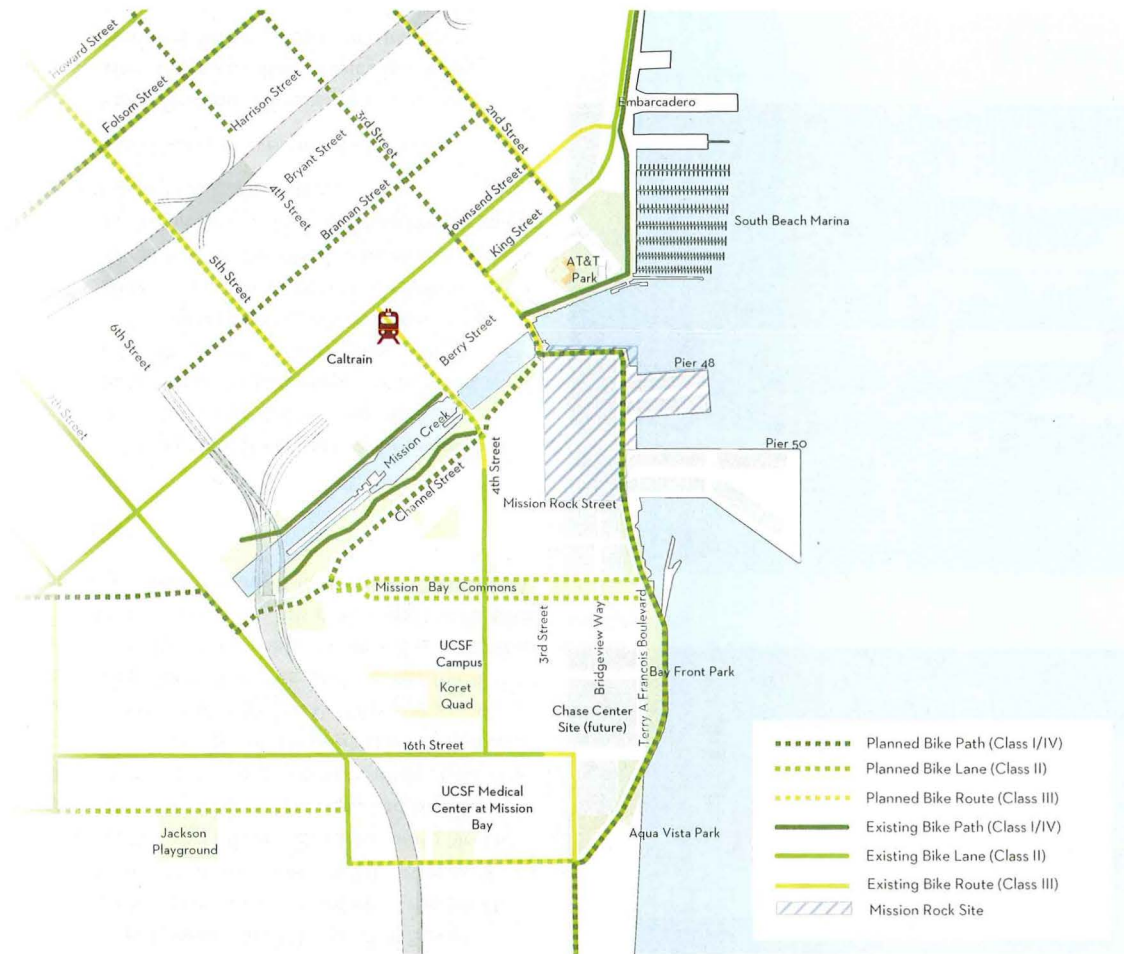 Howard Street
Folsom Street
Harrison Street
Bryant Street
4th Street
Brannan Street
3rd Street
2nd Street
Townsend Street
King Street
Embarcadero
South Beach Marina
AT&T
Park
5th Street
6th Street
7th Street
Caltrain
Berry Street
Mission Creek
Channel Street
4th Street
Pier 48
Pier 50
Mission Rock Street
Mission Bay Commons
3rd Street
Bridgeview Way
Terry A Francois Boulevard
UCSF
Campus
Koret
Quad
Bay Front Park
Chase Center
Site (future)
16th Street
UCSF Medical
Center at Mission
Bay
Jackson
Playground
Aqua Vista Park
Planned Bike Path (Class I/IV)
Planned Bike Lane (Class II)
Planned Bike Route (Class III)
Existing Bike Path (Class I/IV)
Existing Bike Lane (Class II)
Existing Bike Route (Class III)
Mission Rock Site